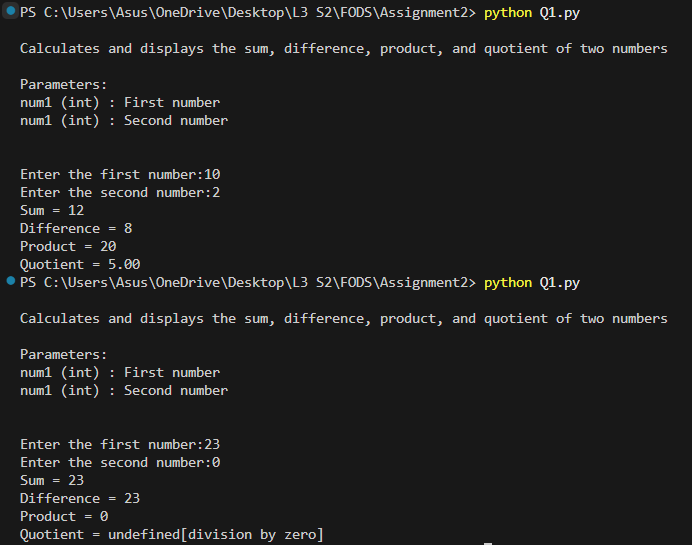 PS C:\Users\Asus\OneDrive\Desktop\L3 S2\FODS\Assignment2> python Q1.py
Calculates and displays the sum, difference, product, and quotient of two numbers
Parameters:
num1 (int) : First number
num1 (int) : Second number
Enter the first number:10
Enter the second number:2
Sum = 12
Difference = 8
Product = 20
Quotient = 5.00
PS C:\Users\Asus\OneDrive\Desktop\L3 S2\FODS\Assignment2> python Q1.py
Calculates and displays the sum, difference, product, and quotient of two numbers
Parameters:
num1 (int) : First number
num1 (int) : Second number
Enter the first number:23
Enter the second number:0
Sum = 23
Difference = 23
Product = 0
Quotient = undefined[division by zero]